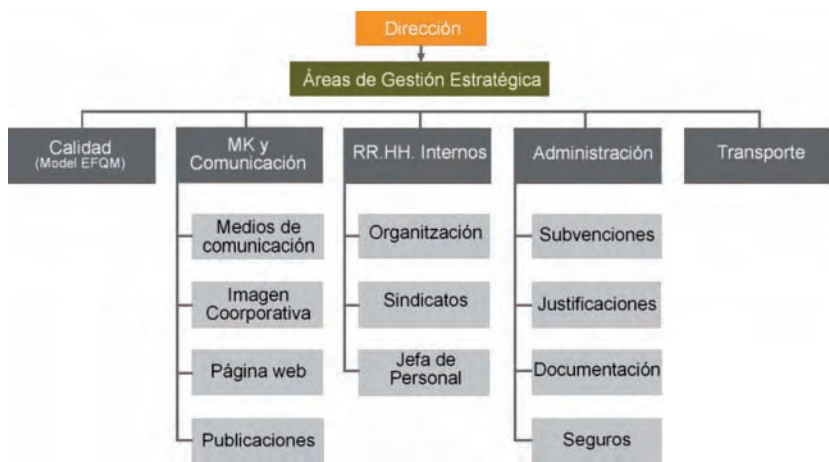 Dirección
Áreas de Gestión Estratégica
Calidad
(Model EFQM)
MK y
Comunicación
RR.HH. Internos
Administración
Transporte
Medios de
comunicación
Organitzación
Subvenciones
Imagen
Coorporativa
Sindicatos
Justificaciones
Página web
Jefa de
Personal
Documentación
Publicaciones
Seguros